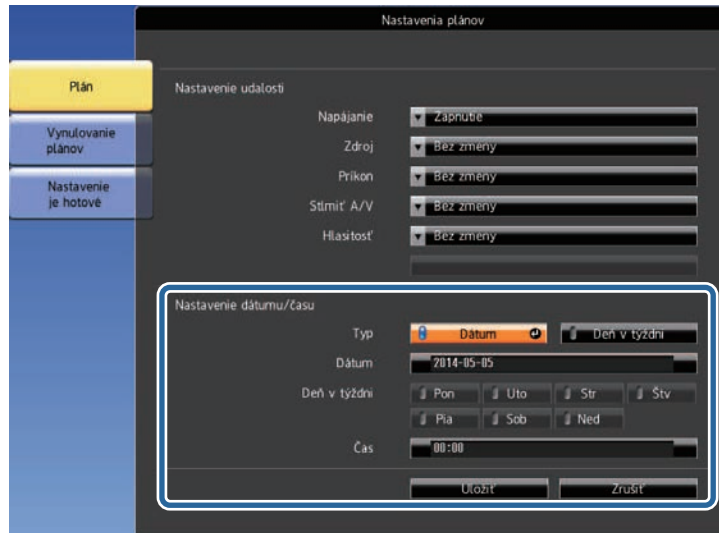 Nastavenia plánov
Plán
Vynulovanie
plánov
Nastavenie
je hotové
Nastavenie udalosti
Napájanie Zapnutie
Zdroj Bez zmeny
Príkon Bez zmeny
Stlmiť A/V Bez zmeny
Hlasitosť Bez zmeny
Nastavenie dátumu/času
Typ Dátum Deň v týždni
Dátum 2014-05-05
Deň v týždni Pon Uto Str Štv
Pia Sob Ned
Čas 00:00
Uložiť Zrušiť